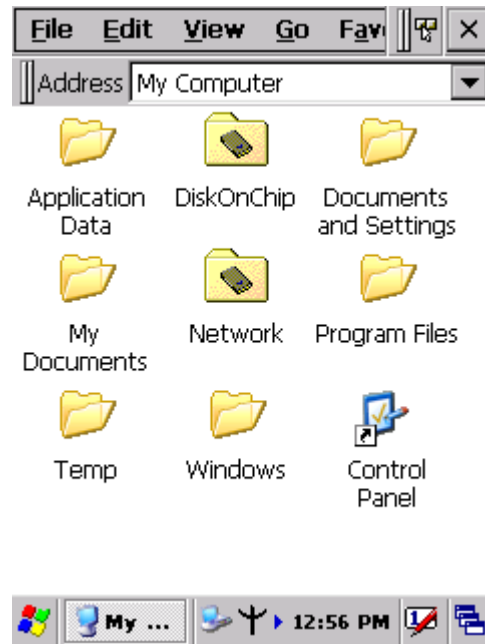 File Edit View Go Fav
Address My Computer
Application Data
DiskOnChip
Documents and Settings
My Documents
Network
Program Files
Temp
Windows
Control Panel
My ... 12:56 PM